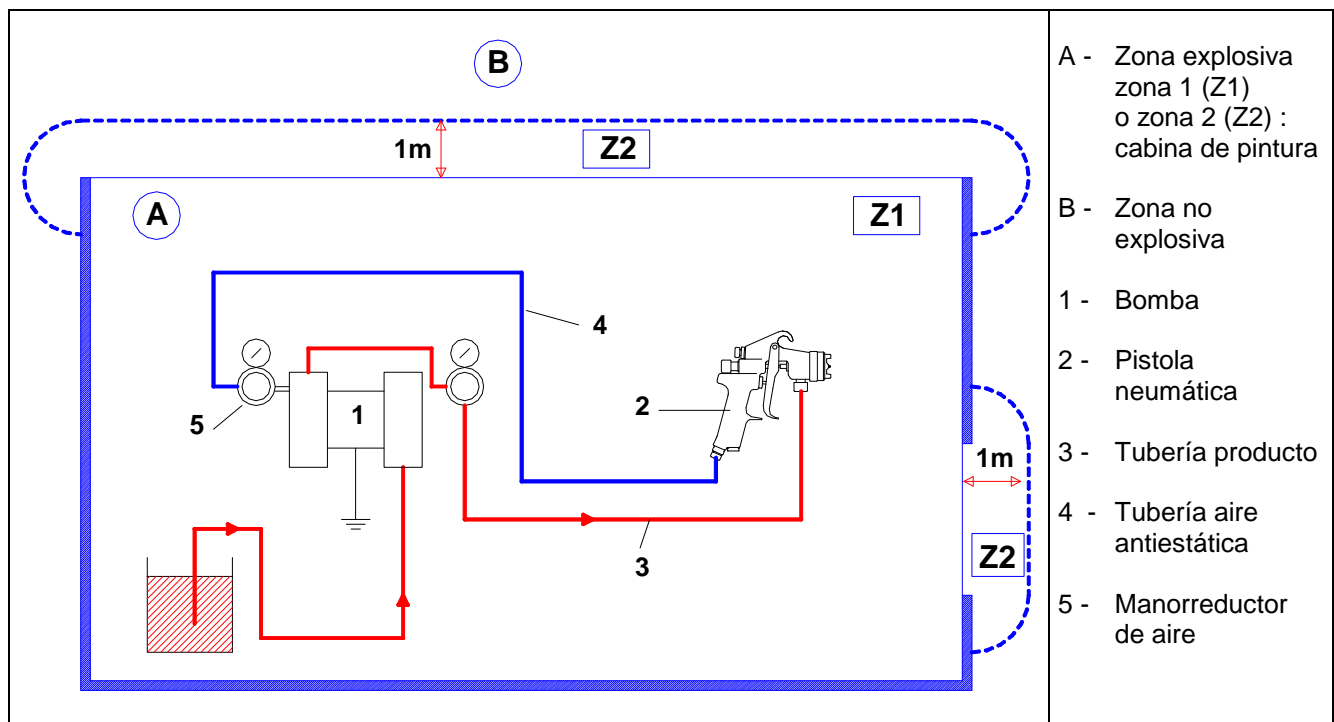 B
1m
Z2
A
Z1
4
5
1
2
1m
3
Z2
A - Zona explosiva
zona 1 (Z1)
o zona 2 (Z2) :
cabina de pintura
B - Zona no
explosiva
1 - Bomba
2 - Pistola
neumática
3 - Tubería producto
4 - Tubería aire
antiestática
5 - Manorreductor
de aire